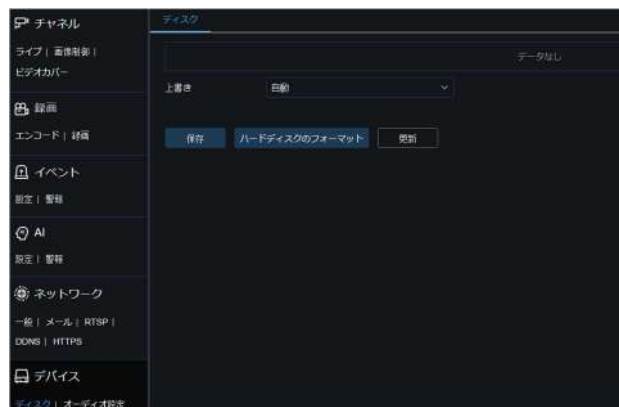 チャネル
ライブ | 画像制御 |
ビデオカバー
録画
エンコード | 録画
イベント
設定 | 警報
AI
設定 | 警報
ネットワーク
一般 | メール | RTSP |
DDNS | HTTPS
デバイス
ディスク | オーディオ設定
ディスク
データなし
上書き 自動
保存 ハードディスクのフォーマット 更新